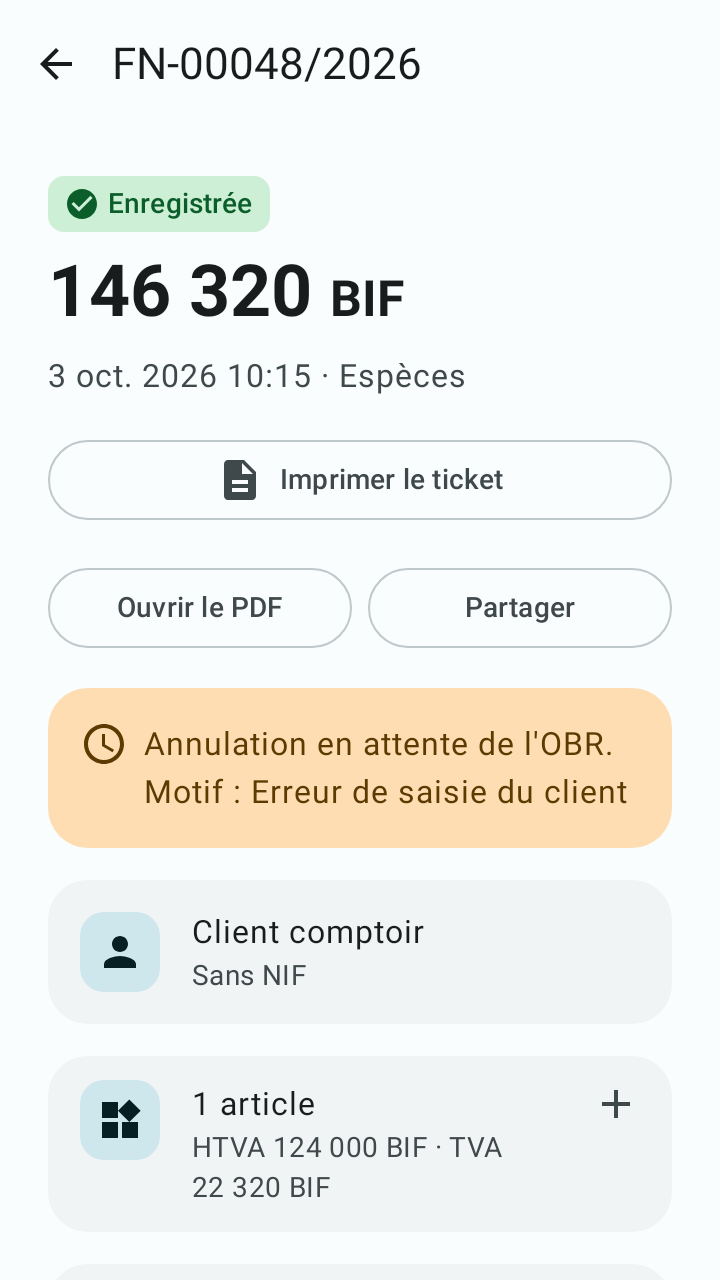 FN-00048/2026
Enregistrée
146 320 BIF
3 oct. 2026 10:15 · Espèces
Imprimer le ticket
Ouvrir le PDF
Partager
Annulation en attente de l'OBR.
Motif : Erreur de saisie du client
Client comptoir
Sans NIF
1 article
HTVA 124 000 BIF · TVA
22 320 BIF